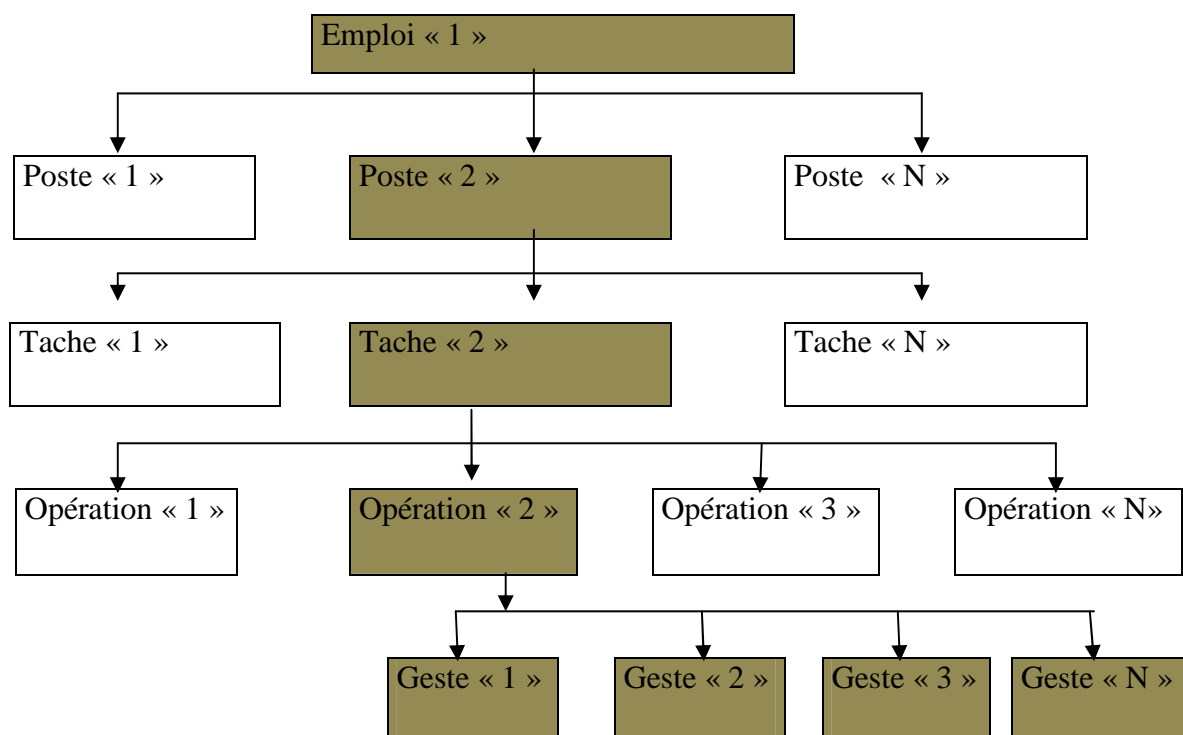 Emploi « 1 »
Poste « 1 »
Poste « 2 »
Poste « N »
Tache « 1 »
Tache « 2 »
Tache « N »
Opération « 1 »
Opération « 2 »
Opération « 3 »
Opération « N»
Geste « 1 »
Geste « 2 »
Geste « 3 »
Geste « N »